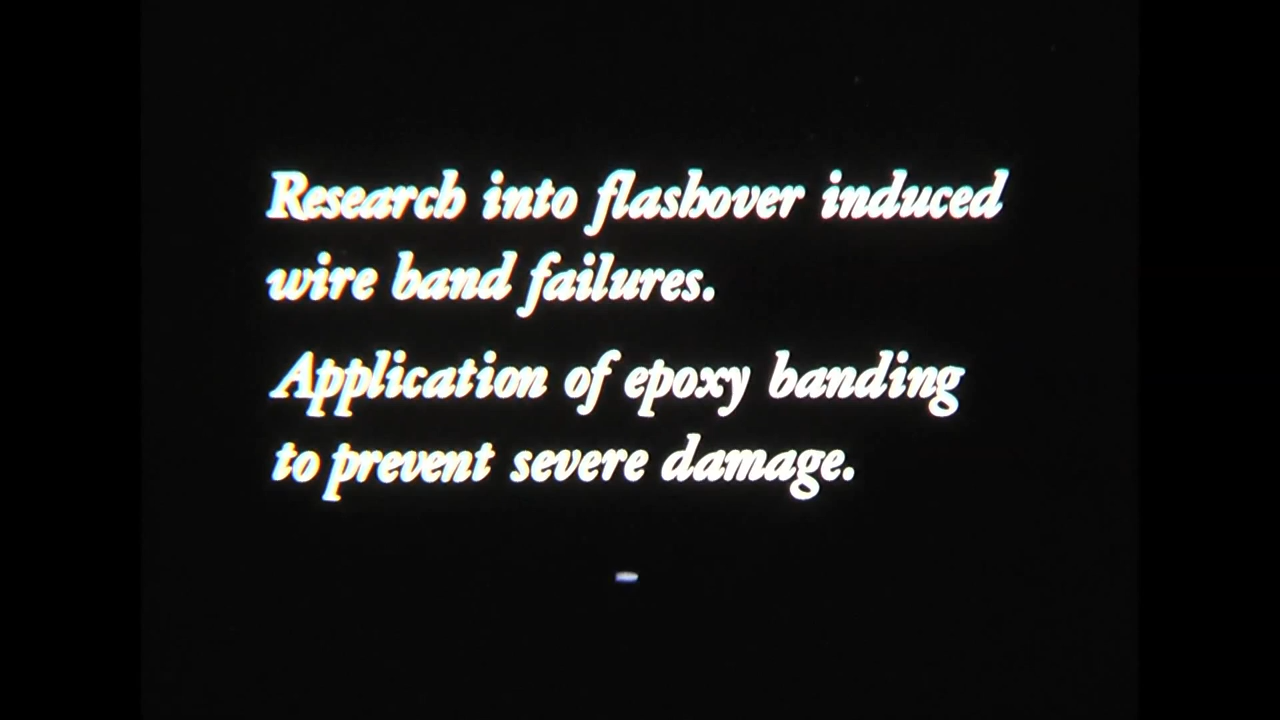 Research into flashover induced
wire band failures.
Application of epoxy banding
to prevent severe damage.